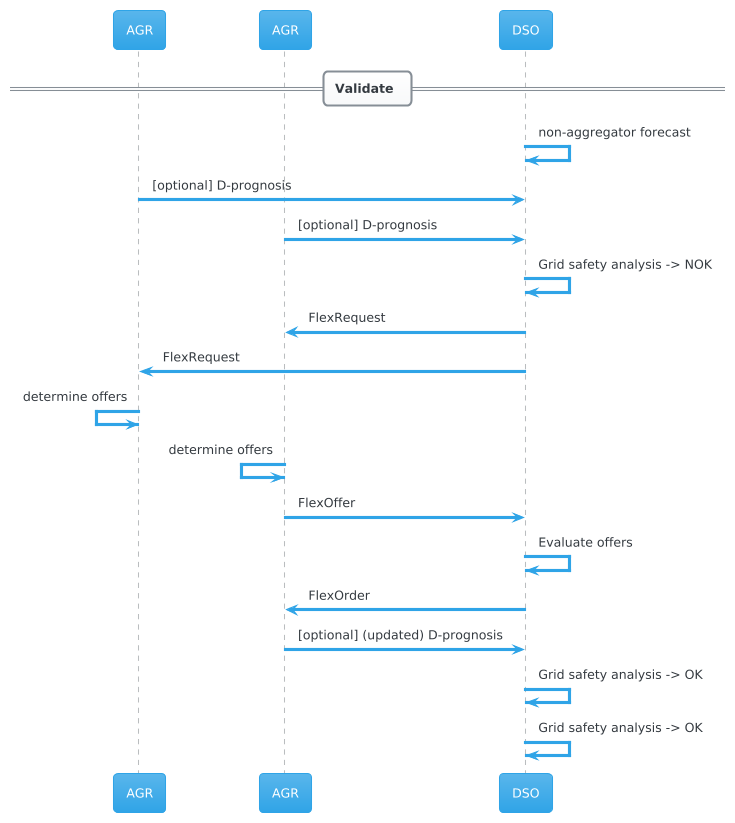 AGR AGR DSO
Validate
non-aggregator forecast
[optional] D-prognosis
[optional] D-prognosis
Grid safety analysis -> NOK
FlexRequest
FlexRequest
determine offers
determine offers
FlexOffer
Evaluate offers
FlexOrder
[optional] (updated) D-prognosis
Grid safety analysis -> OK
Grid safety analysis -> OK
AGR AGR DSO